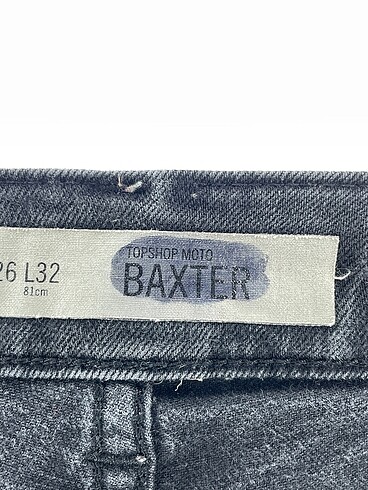 26 L32
81cm
TOPSHOP MOTO
BAXTER